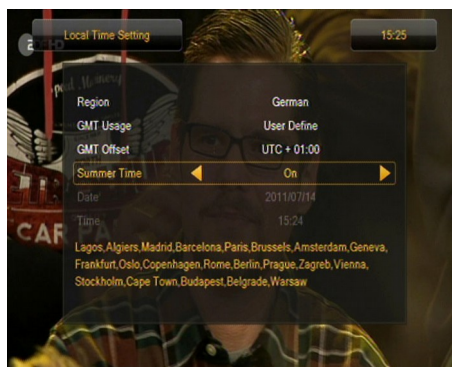 Local Time Setting
15:25
Region German
GMT Usage User Define
GMT Offset UTC + 01:00
Summer Time On
Date 2011/07/14
Time 15:24
Lagos,Algiers,Madrid,Barcelona,Paris,Brussels,Amsterdam,Geneva,
Frankfurt,Oslo,Copenhagen,Rome,Berlin,Prague,Zagreb,Vienna,
Stockholm,Cape Town,Budapest,Belgrade,Warsaw
CAR